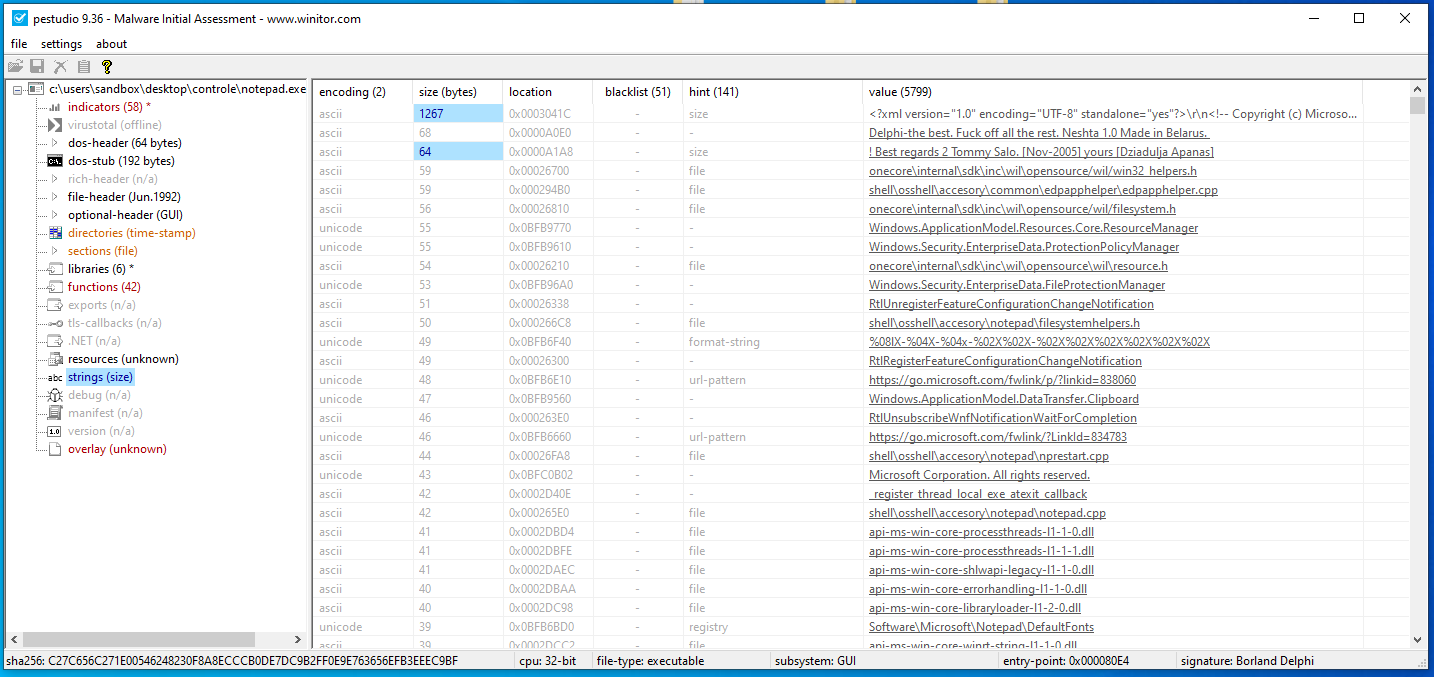 pestudio 9.36 - Malware Initial Assessment - www.winitor.com
file settings about
c:\users\sandbox\desktop\controle\notepad.exe
indicators (58) *
virustotal (offline)
dos-header (64 bytes)
dos-stub (192 bytes)
rich-header (n/a)
file-header (Jun.1992)
optional-header (GUI)
directories (time-stamp)
sections (file)
libraries (6) *
functions (42)
exports (n/a)
tls-callbacks (n/a)
.NET (n/a)
resources (unknown)
abc strings (size)
debug (n/a)
manifest (n/a)
1.0 version (n/a)
overlay (unknown)
encoding (2) size (bytes) location blacklist (51) hint (141) value (5799)
ascii 1267 0x0003041C - size <?xml version="1.0" encoding="UTF-8" standalone="yes"?>\r\n<!-- Copyright (c) Microso...
ascii 68 0x0000A0E0 - - Delphi-the best. Fuck off all the rest. Neshta 1.0 Made in Belarus.
ascii 64 0x0000A1A8 - size ! Best regards 2 Tommy Salo. [Nov-2005] yours [Dziadulja Apanas]
ascii 59 0x00026700 - file onecore\internal\sdk\inc\wil\opensource/wil/win32_helpers.h
ascii 59 0x000294B0 - file shell\osshell\accesory\common\edpapphelper\edpapphelper.cpp
ascii 56 0x00026810 - file onecore\internal\sdk\inc\wil\opensource/wil/filesystem.h
unicode 55 0x0BFB9770 - - Windows.ApplicationModel.Resources.Core.ResourceManager
unicode 55 0x0BFB9610 - - Windows.Security.EnterpriseData.ProtectionPolicyManager
ascii 54 0x00026210 - file onecore\internal\sdk\inc\wil\opensource\wil\resource.h
unicode 53 0x0BFB96A0 - - Windows.Security.EnterpriseData.FileProtectionManager
ascii 51 0x00026338 - - RtlUnregisterFeatureConfigurationChangeNotification
ascii 50 0x000266C8 - file shell\osshell\accesory\notepad\filesystemhelpers.h
unicode 49 0x0BFB6F40 - format-string %08lX-%04X-%04x-%02X%02X-%02X%02X%02X%02X%02X%02X
ascii 49 0x00026300 - - RtlRegisterFeatureConfigurationChangeNotification
unicode 48 0x0BFB6E10 - url-pattern https://go.microsoft.com/fwlink/p/?linkid=838060
unicode 47 0x0BFB9560 - - Windows.ApplicationModel.DataTransfer.Clipboard
ascii 46 0x000263E0 - - RtlUnsubscribeWnfNotificationWaitForCompletion
unicode 46 0x0BFB6660 - url-pattern https://go.microsoft.com/fwlink/?LinkId=834783
ascii 44 0x00026FA8 - file shell\osshell\accesory\notepad\nprestart.cpp
unicode 43 0x0BFC0B02 - - Microsoft Corporation. All rights reserved.
ascii 42 0x0002D40E - - _register_thread_local_exe_atexit_callback
ascii 42 0x000265E0 - file shell\osshell\accesory\notepad\notepad.cpp
ascii 41 0x0002DBD4 - file api-ms-win-core-processthreads-l1-1-0.dll
ascii 41 0x0002DBFE - file api-ms-win-core-processthreads-l1-1-1.dll
ascii 41 0x0002DAEC - file api-ms-win-core-shlwapi-legacy-l1-1-0.dll
ascii 40 0x0002DBAA - file api-ms-win-core-errorhandling-l1-1-0.dll
ascii 40 0x0002DC98 - file api-ms-win-core-libraryloader-l1-2-0.dll
unicode 39 0x0BFB6BD0 - registry Software\Microsoft\Notepad\DefaultFonts
ascii 39 0x0002DCC2 - file api-ms-win-core-winrt-string-l1-1-0.dll
sha256: C27C656C271E00546248230F8A8ECCCB0DE7DC9B2FF0E9E763656EFB3EEEC9BF cpu: 32-bit file-type: executable subsystem: GUI entry-point: 0x000080E4 signature: Borland Delphi